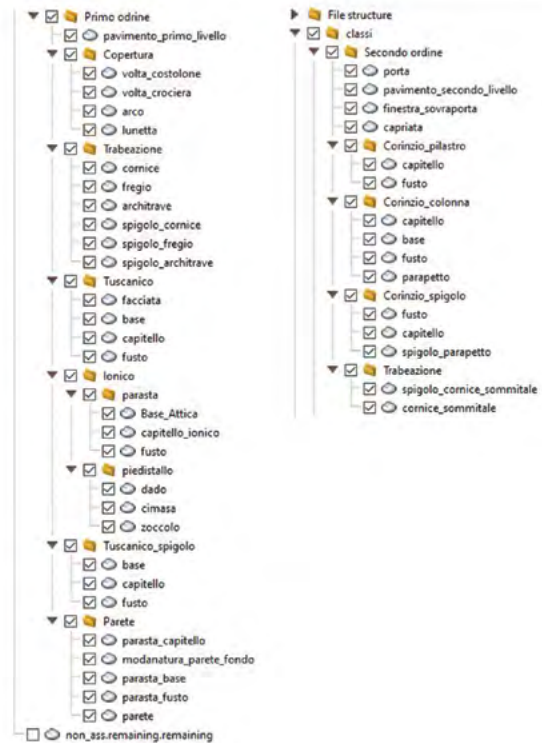 Primo odrine
pavimento_primo_livello
Copertura
volta_costolone
volta_crociera
arco
lunetta
Trabeazione
cornice
fregio
architrave
spigolo_cornice
spigolo_fregio
spigolo_architrave
Tuscanico
facciata
base
capitello
fusto
Ionico
parasta
Base_Attica
capitello_ionico
fusto
piedistallo
dado
cimasa
zoccolo
Tuscanico_spigolo
base
capitello
fusto
Parete
parasta_capitello
modanatura_parete_fondo
parasta_base
parasta_fusto
parete
non_ass.remaining.remaining
File structure
classi
Secondo ordine
porta
pavimento_secondo_livello
finestra_sovraporta
capriata
Corinzio_pilastro
capitello
fusto
Corinzio_colonna
capitello
base
fusto
parapetto
Corinzio_spigolo
fusto
capitello
spigolo_parapetto
Trabeazione
spigolo_cornice_sommitale
cornice_sommitale